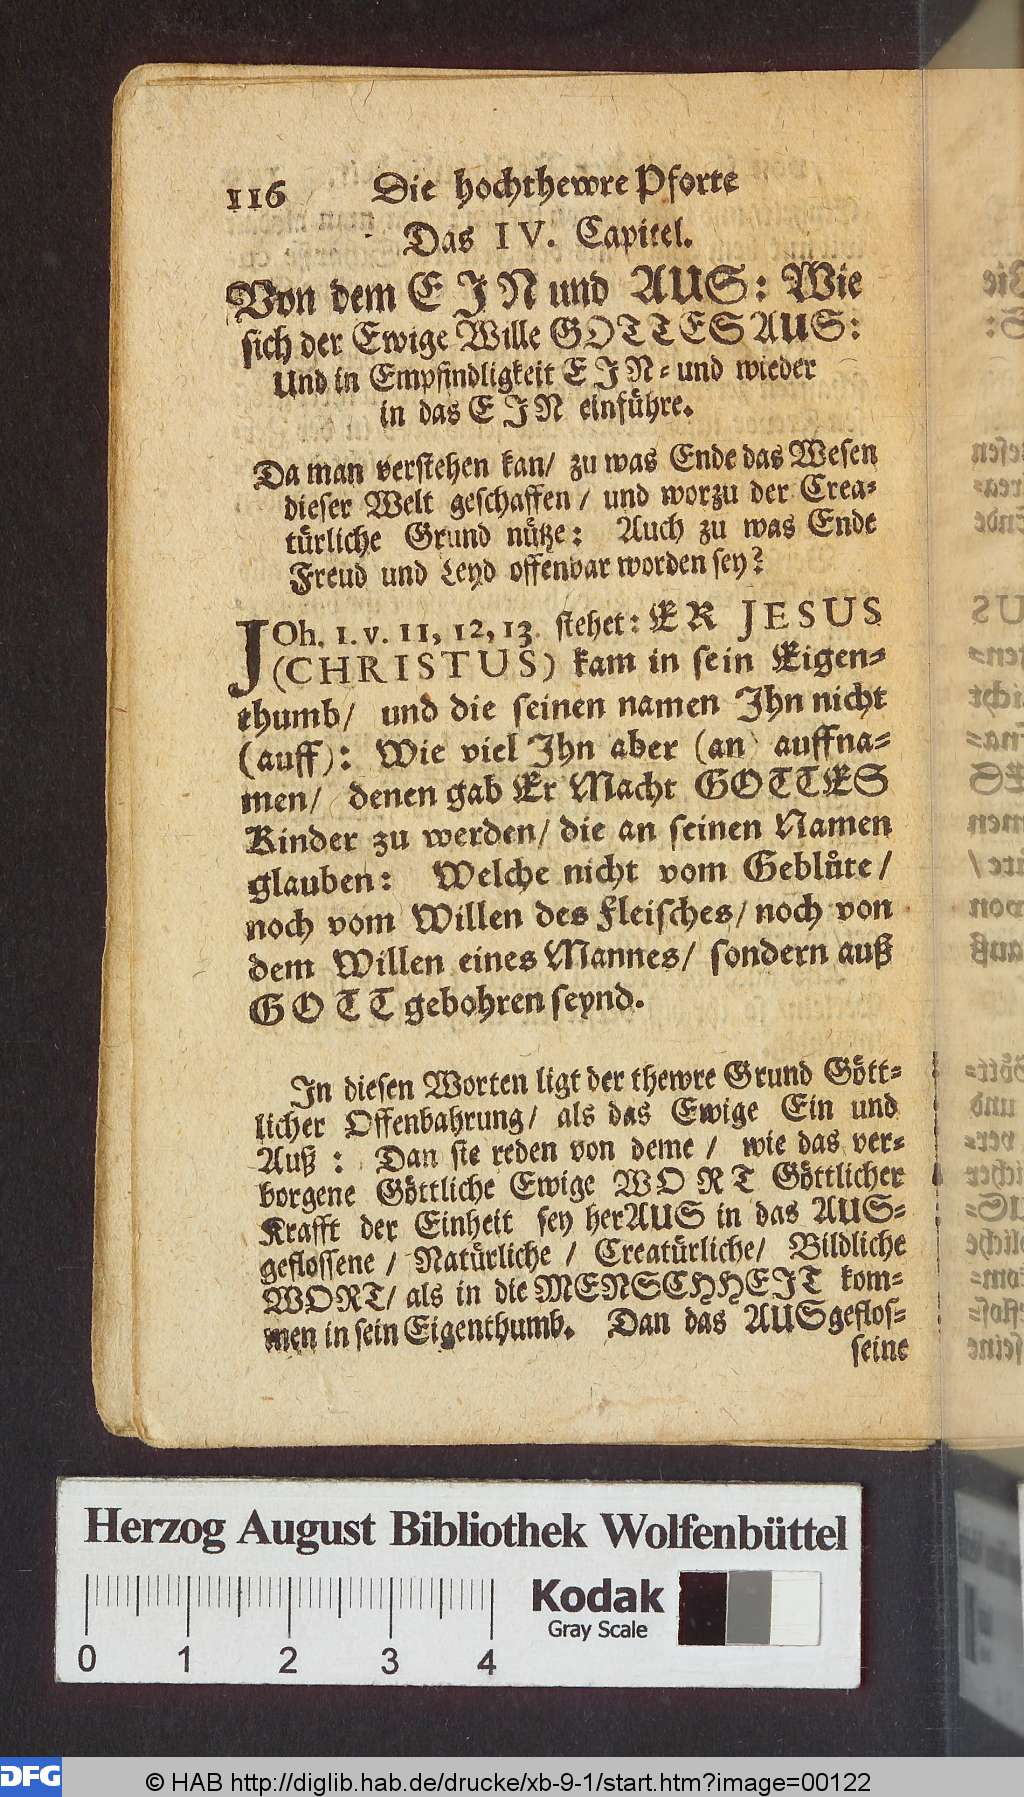 116 Die hochthewre Pforte
Das IV. Capitel.
Von dem EJN und AUS: Wie
sich der Ewige Wille GOTTES AUS:
Und in Empfindligkeit EJN- und wieder
in das EJN einführe.
Da man verstehen kan/ zu was Ende das Wesen
dieser Welt geschaffen/ und worzu der Crea-
türliche Grund nütze: Auch zu was Ende
Freud und Leyd offenbar worden sey?
JOh. 1. v. 11, 12, 13. stehet: ER JESUS
(CHRISTUS) kam in sein Eigen-
thumb/ und die seinen namen Jhn nicht
(auff): Wie viel Jhn aber (an) auffna-
men/ denen gab Er Macht GOTTES
Kinder zu werden/ die an seinen Namen
glauben: Welche nicht vom Geblüte/
noch vom Willen des Fleisches/ noch von
dem Willen eines Mannes/ sondern auß
GOTT gebohren seynd.
Jn diesen Worten ligt der thewre Grund Gött-
licher Offenbahrung/ als das Ewige Ein und
Auß: Dan sie reden von deme/ wie das ver-
borgene Göttliche Ewige WORT Göttlicher
Krafft der Einheit sey herAUS in das AUS-
geflossene/ Natürliche/ Creatürliche/ Bildliche
WORT/ als in die MENSCHHEJT kom-
men in sein Eigenthumb. Dan das AUSgeflos-
seine
Herzog August Bibliothek Wolfenbüttel
Kodak
Gray Scale
0 1 2 3 4
DFG © HAB http://diglib.hab.de/drucke/xb-9-1/start.htm?image=00122